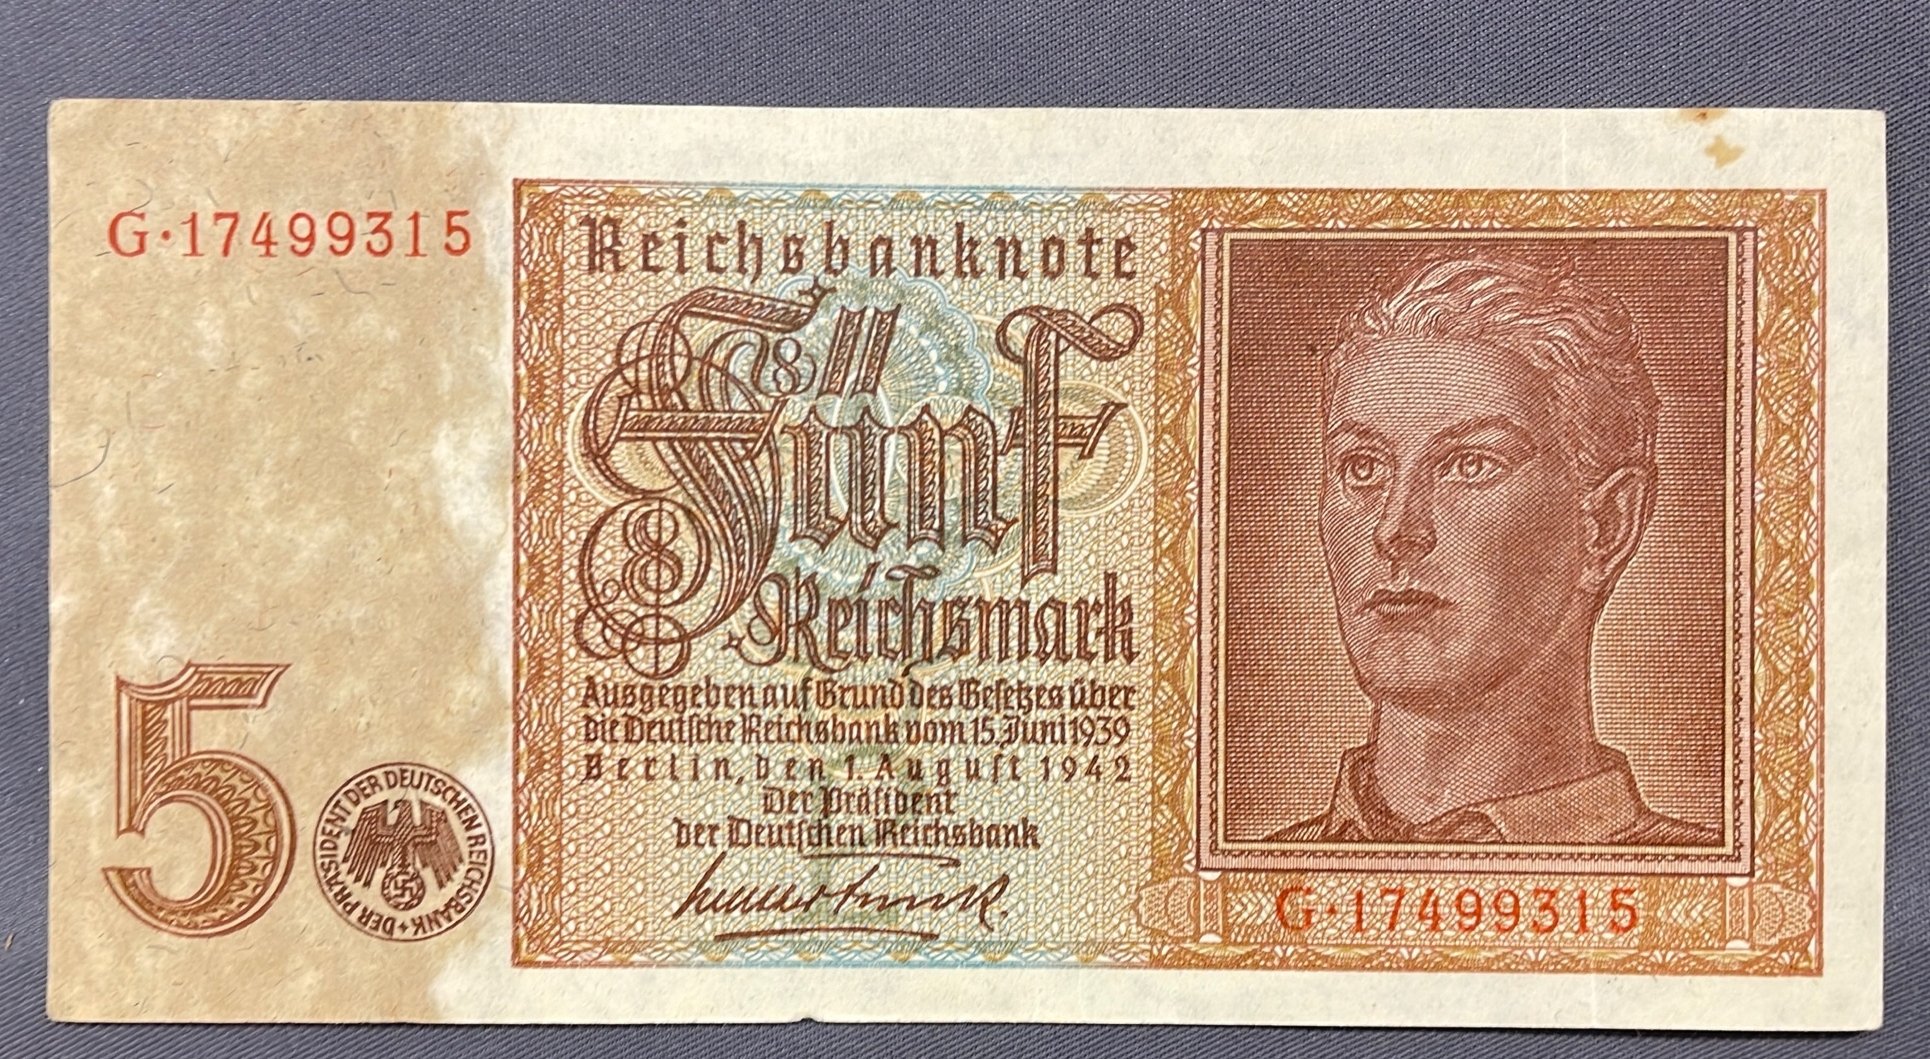 G·17499315
Reichsbanknote
Fünf
Reichsmark
Ausgegeben auf Grund des Gesetzes über
die Deutsche Reichsbank vom 15. Juni 1939
Berlin, den 1. August 1942
Der Präsident
der Deutschen Reichsbank
5
DER PRÆSIDENT DER DEUTSCHEN REICHSBANK
G·17499315